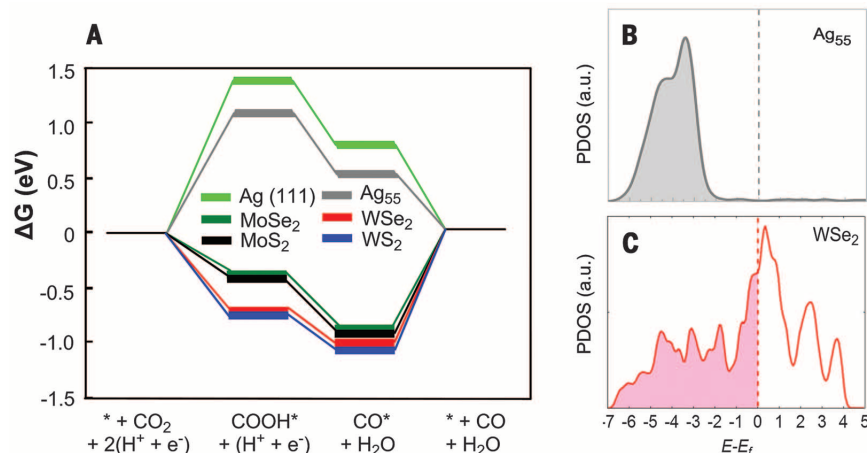 A
ΔG (eV)
1.5
1.0
0.5
0
-0.5
-1.0
-1.5
Ag (111)
Ag₅₅
MoSe₂
WSe₂
MoS₂
WS₂
* + CO₂
+ 2(H⁺ + e⁻)
COOH*
+ (H⁺ + e⁻)
CO*
+ H₂O
* + CO
+ H₂O
B
Ag₅₅
PDOS (a.u.)
C
WSe₂
PDOS (a.u.)
-7 -6 -5 -4 -3 -2 -1 0 1 2 3 4 5
E-E_f